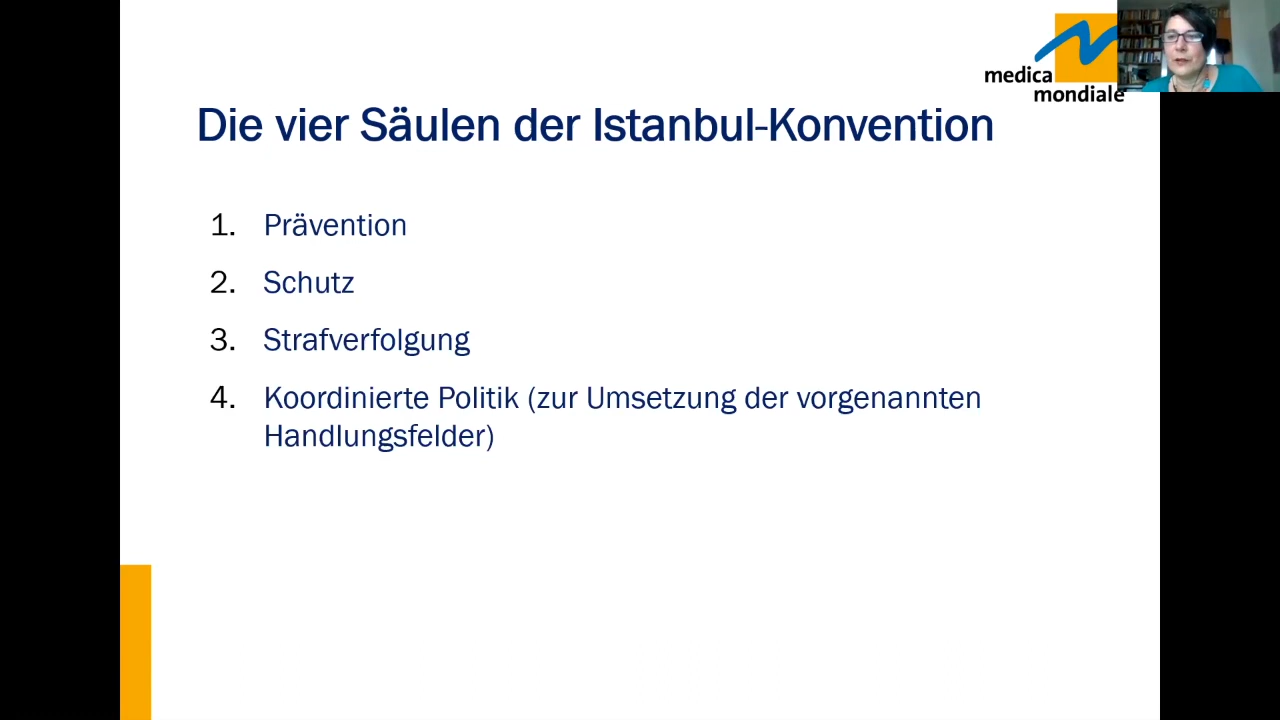 medica
mondiale
Die vier Säulen der Istanbul-Konvention
1. Prävention
2. Schutz
3. Strafverfolgung
4. Koordinierte Politik (zur Umsetzung der vorgenannten
Handlungsfelder)